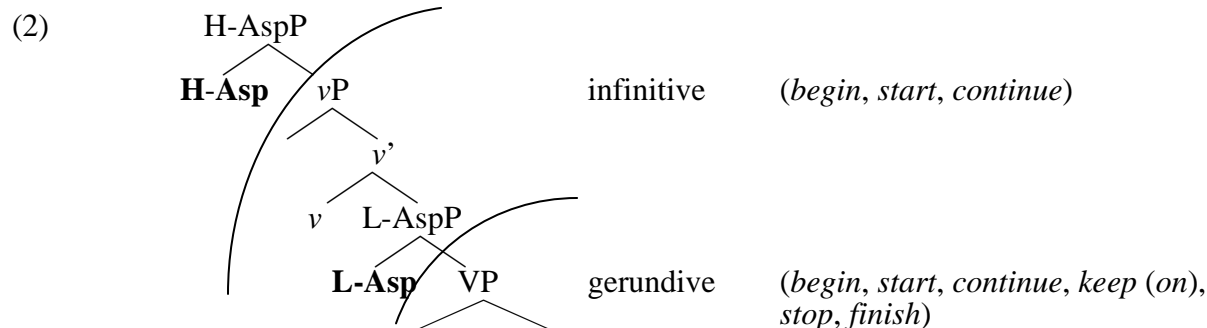 (2) H-AspP
H-Asp vP infinitive (begin, start, continue)
v’
v L-AspP
L-Asp VP gerundive (begin, start, continue, keep (on),
stop, finish)